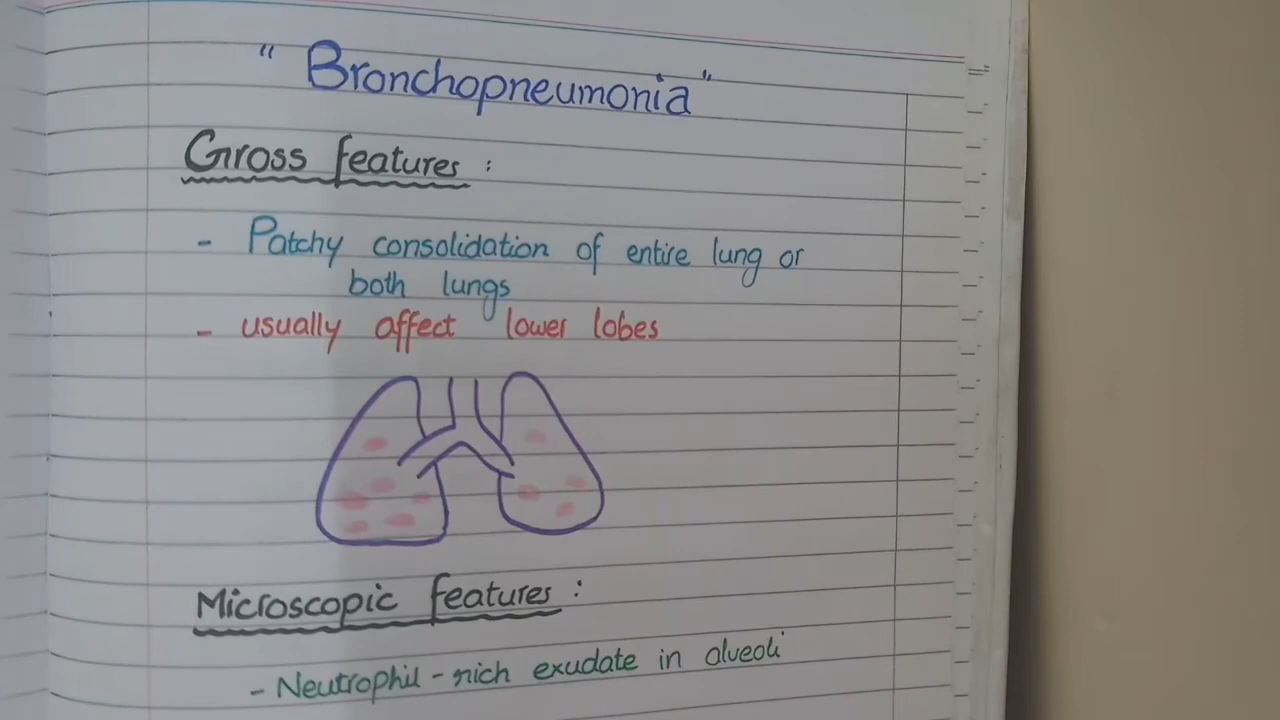 " Bronchopneumonia "
Gross features :
- Patchy consolidation of entire lung or
both lungs
- usually affect lower lobes
Microscopic features :
- Neutrophil - rich exudate in alveoli